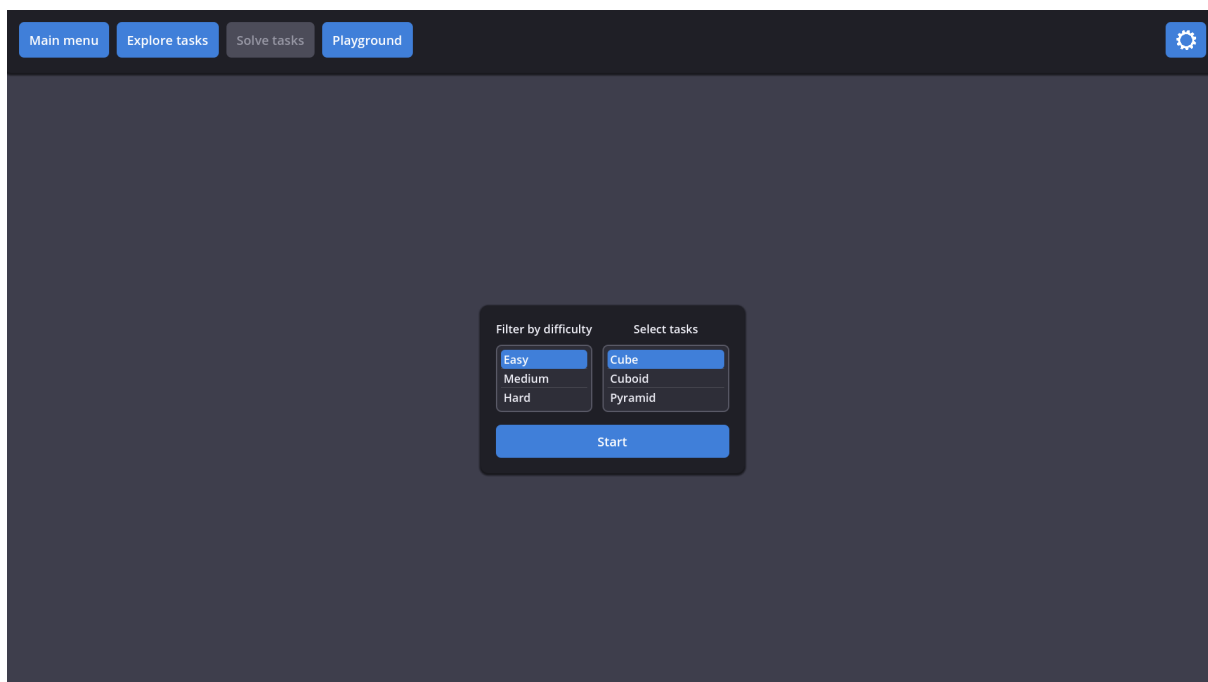 Main menu Explore tasks Solve tasks Playground
Filter by difficulty Select tasks
Easy Cube
Medium Cuboid
Hard Pyramid
Start